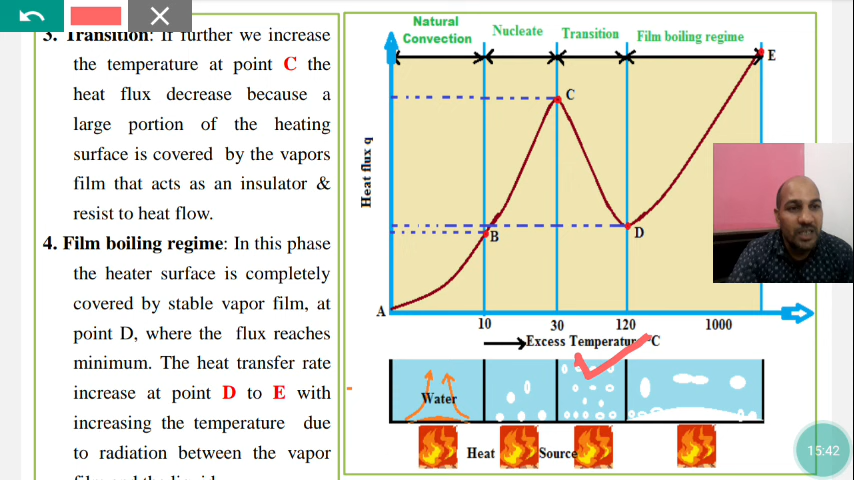 3. Transition: If further we increase
the temperature at point C the
heat flux decrease because a
large portion of the heating
surface is covered by the vapors
film that acts as an insulator &
resist to heat flow.
4. Film boiling regime: In this phase
the heater surface is completely
covered by stable vapor film, at
point D, where the flux reaches
minimum. The heat transfer rate
increase at point D to E with
increasing the temperature due
to radiation between the vapor
Natural
Convection
Nucleate
Transition
Film boiling regime
E
C
Heat flux q
B
D
A
10 30 120 1000
Excess Temperature °C
Water
Heat Source
15:42